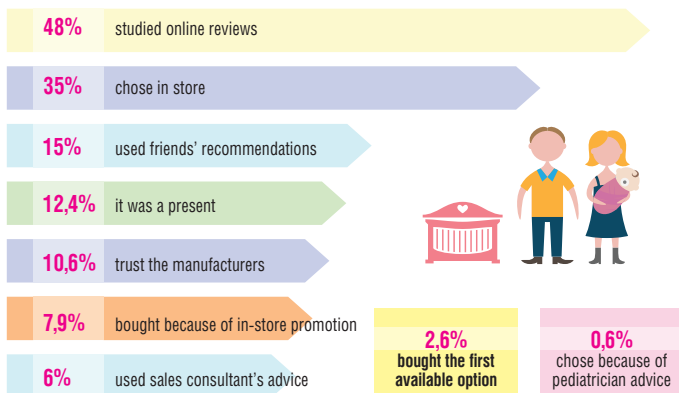 48% studied online reviews
35% chose in store
15% used friends’ recommendations
12,4% it was a present
10,6% trust the manufacturers
7,9% bought because of in-store promotion
6% used sales consultant’s advice
2,6%
bought the first
available option
0,6%
chose because of
pediatrician advice